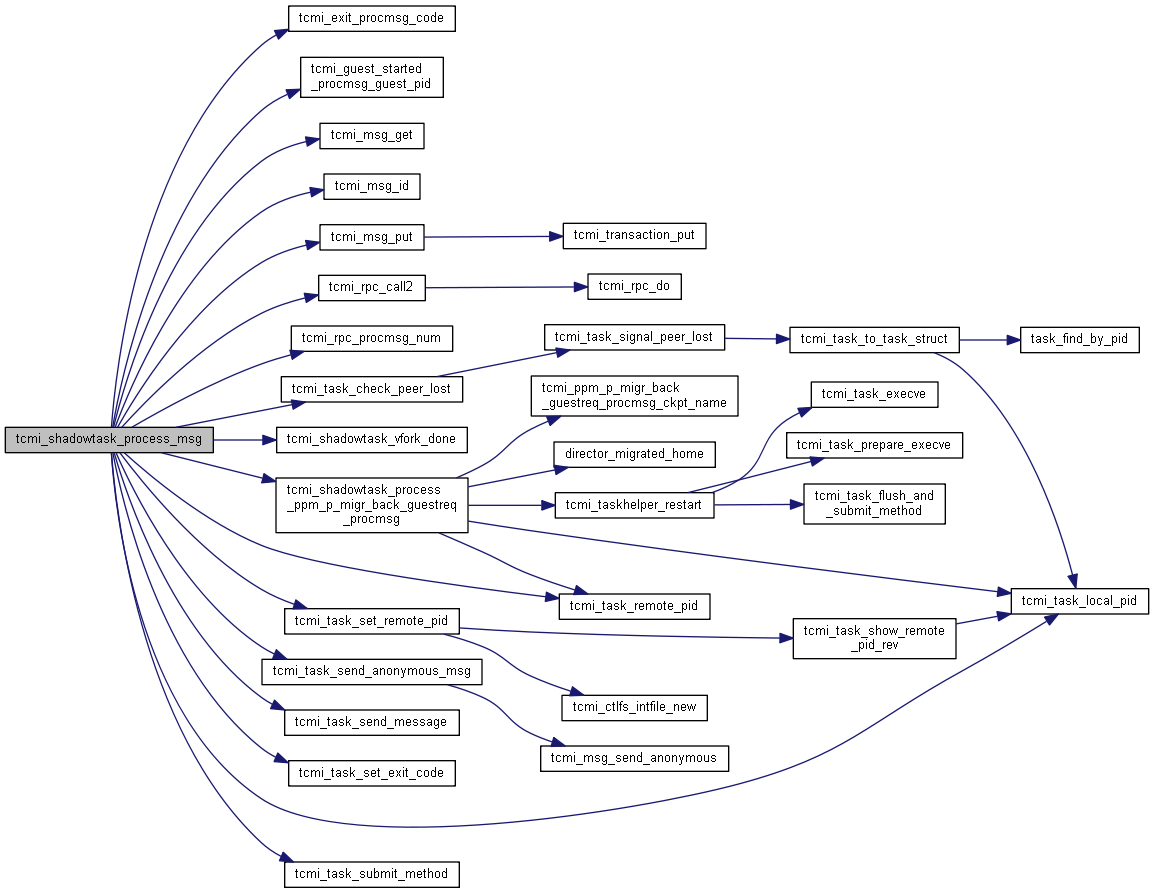 tcmi_exit_procmsg_code
tcmi_guest_started
_procmsg_guest_pid
tcmi_msg_get
tcmi_msg_id
tcmi_msg_put
tcmi_transaction_put
tcmi_rpc_call2
tcmi_rpc_do
tcmi_rpc_procmsg_num
tcmi_task_signal_peer_lost
tcmi_task_to_task_struct
task_find_by_pid
tcmi_task_check_peer_lost
tcmi_ppm_p_migr_back
_guestreq_procmsg_ckpt_name
tcmi_task_execve
tcmi_shadowtask_process_msg
tcmi_shadowtask_vfork_done
director_migrated_home
tcmi_task_prepare_execve
tcmi_shadowtask_process
_ppm_p_migr_back_guestreq
_procmsg
tcmi_taskhelper_restart
tcmi_task_flush_and
_submit_method
tcmi_task_remote_pid
tcmi_task_local_pid
tcmi_task_set_remote_pid
tcmi_task_show_remote
_pid_rev
tcmi_task_send_anonymous_msg
tcmi_ctlfs_intfile_new
tcmi_task_send_message
tcmi_msg_send_anonymous
tcmi_task_set_exit_code
tcmi_task_submit_method